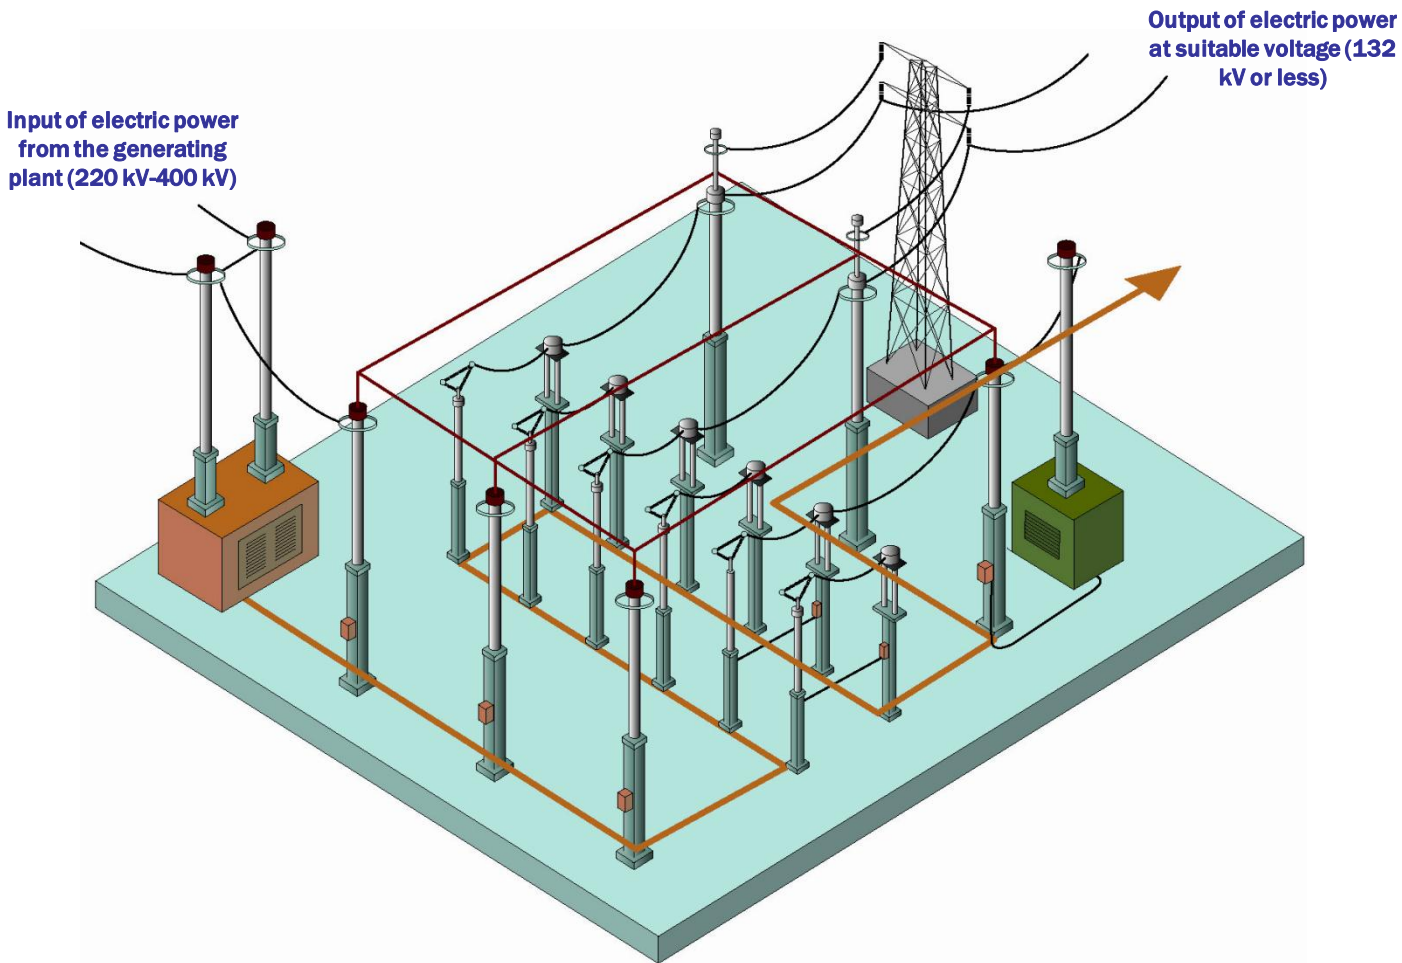 Input of electric power
from the generating
plant (220 kV-400 kV)
Output of electric power
at suitable voltage (132
kV or less)